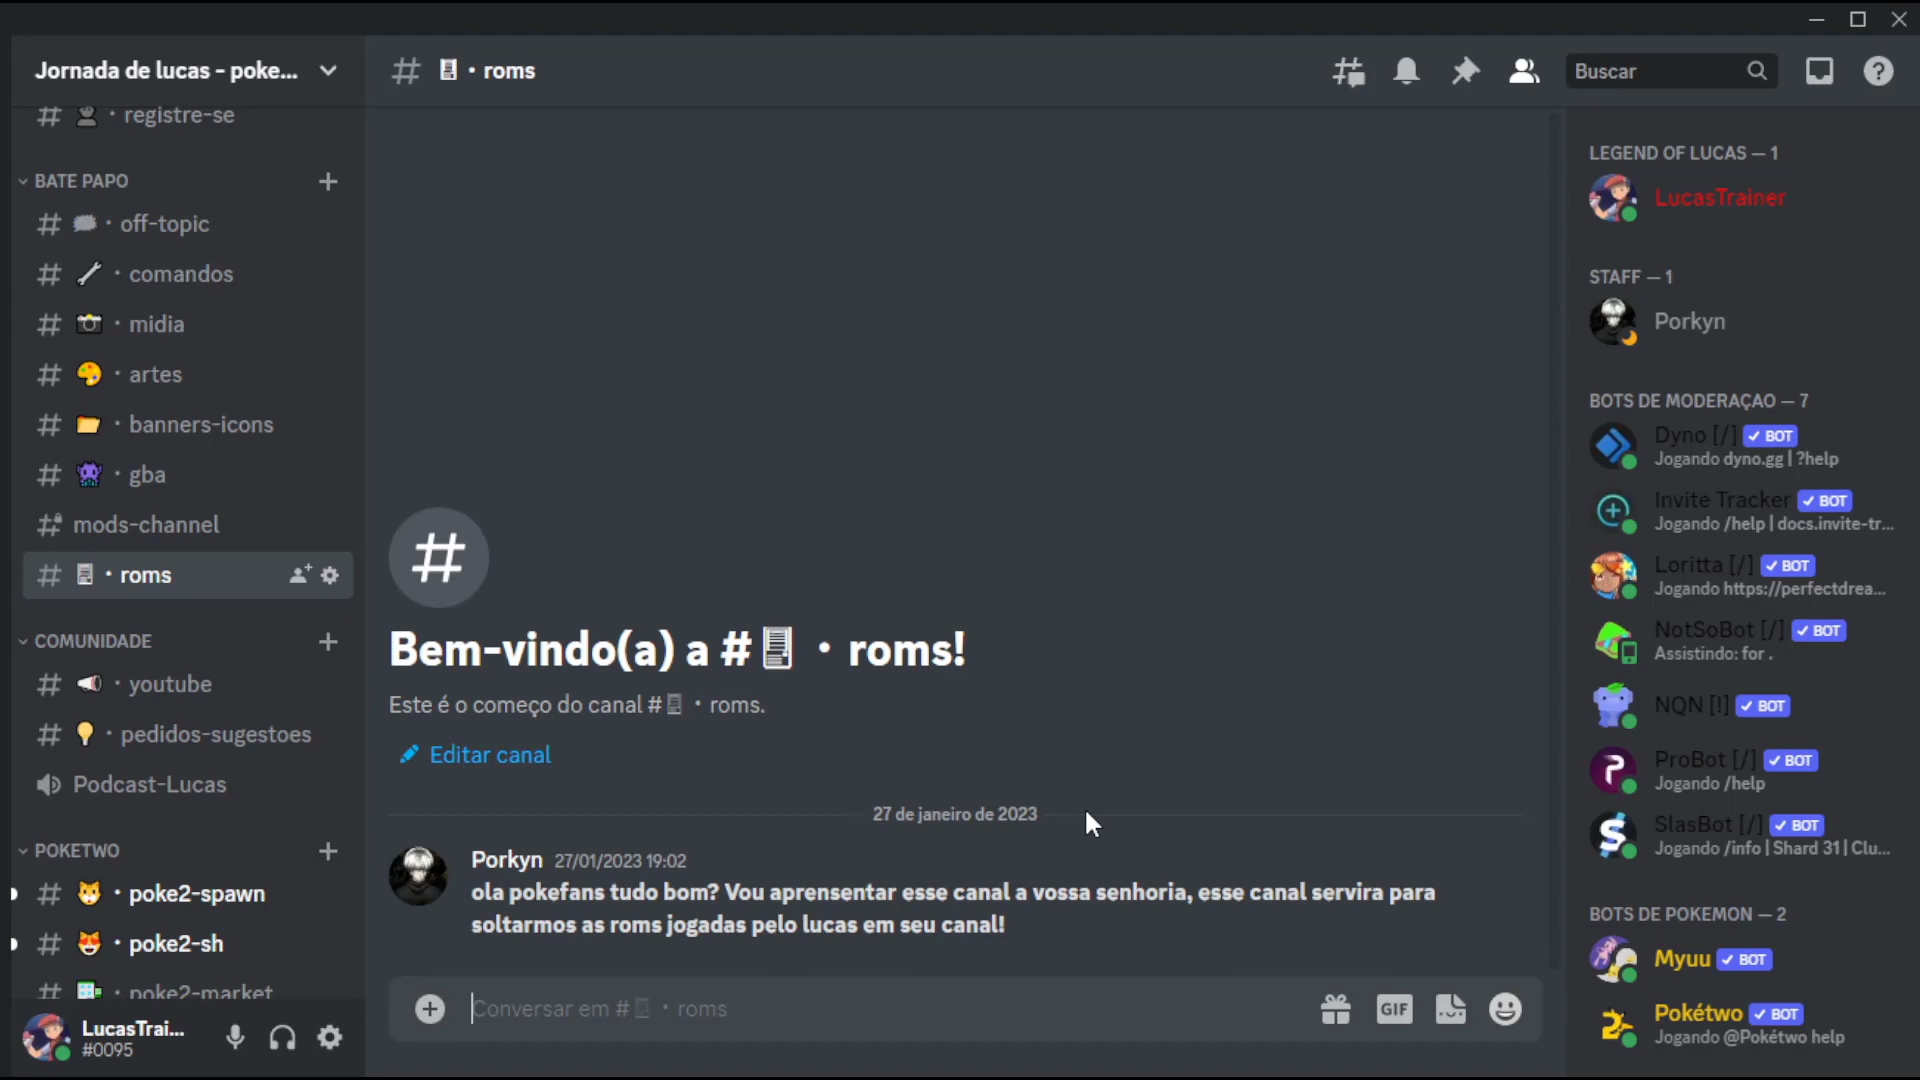 Jornada de lucas - poke...
registre-se
BATE PAPO
off-topic
comandos
midia
artes
banners-icons
gba
mods-channel
roms
COMUNIDADE
youtube
pedidos-sugestoes
Podcast-Lucas
POKETWO
poke2-spawn
poke2-sh
poke2-market
LucasTrai...
#0095
# • roms
Buscar
Bem-vindo(a) a # • roms!
Este é o começo do canal # • roms.
Editar canal
27 de janeiro de 2023
Porkyn 27/01/2023 19:02
ola pokefans tudo bom? Vou aprensentar esse canal a vossa senhoria, esse canal servira para
soltarmos as roms jogadas pelo lucas em seu canal!
Conversar em # • roms
GIF
LEGEND OF LUCAS — 1
LucasTrainer
STAFF — 1
Porkyn
BOTS DE MODERAÇAO — 7
Dyno [/] ✓ BOT
Jogando dyno.gg | ?help
Invite Tracker ✓ BOT
Jogando /help | docs.invite-tr...
Loritta [/] ✓ BOT
Jogando https://perfectdrea...
NotSoBot [/] ✓ BOT
Assistindo: for .
NQN [!] ✓ BOT
ProBot [/] ✓ BOT
Jogando /help
SlasBot [/] ✓ BOT
Jogando /info | Shard 31 | Clu...
BOTS DE POKEMON — 2
Myuu ✓ BOT
Pokétwo ✓ BOT
Jogando @Pokétwo help